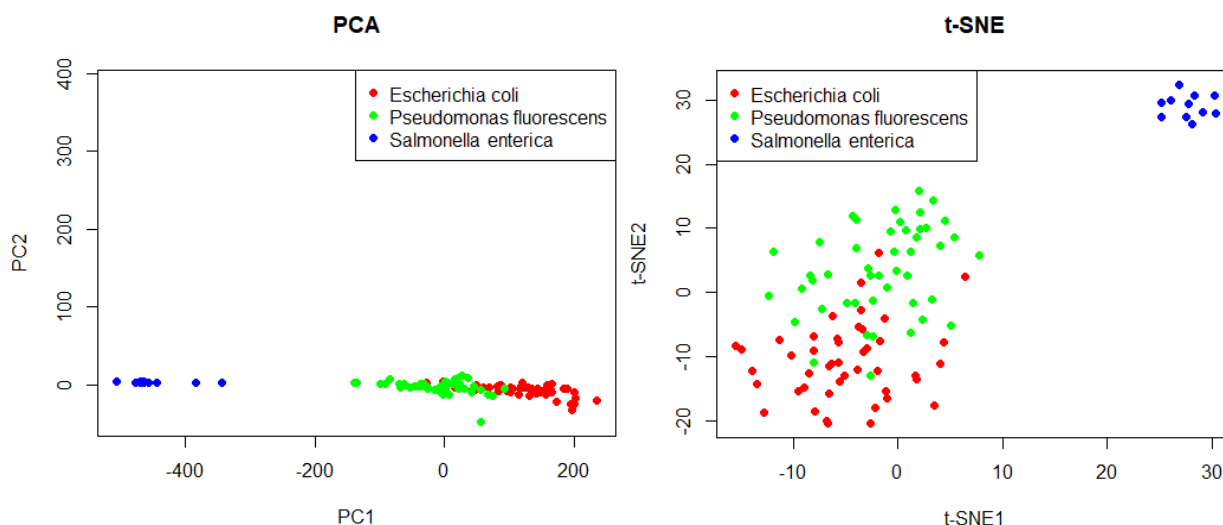 PCA
t-SNE
Escherichia coli
Pseudomonas fluorescens
Salmonella enterica
400
300
200
100
0
PC2
-400
-200
0
200
PC1
Escherichia coli
Pseudomonas fluorescens
Salmonella enterica
30
20
10
0
-10
-20
t-SNE2
-10
0
10
20
30
t-SNE1